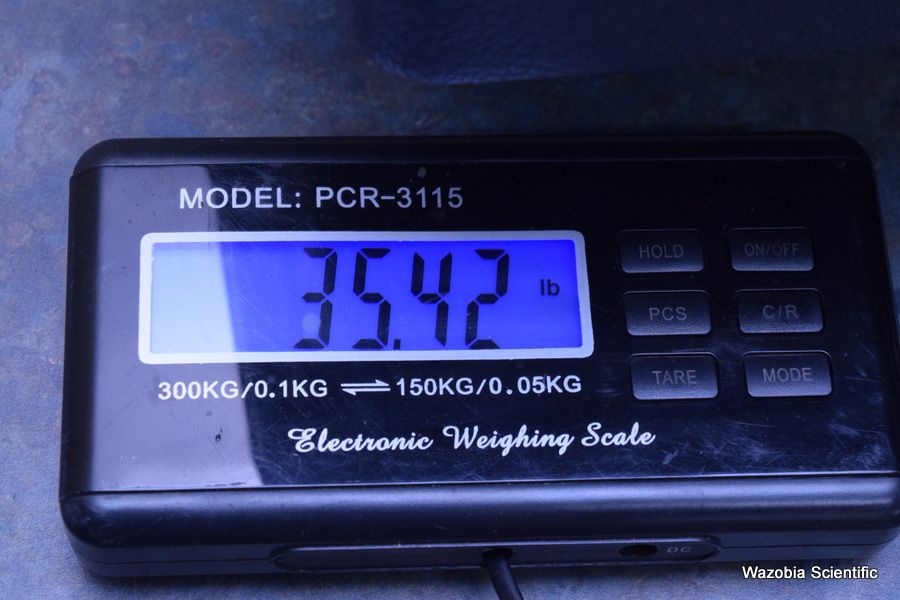 MODEL: PCR-3115
35.42 lb
300KG/0.1KG ⇌ 150KG/0.05KG
Electronic Weighing Scale
HOLD ON/OFF
PCS C/R
TARE MODE
DC
Wazobia Scientific